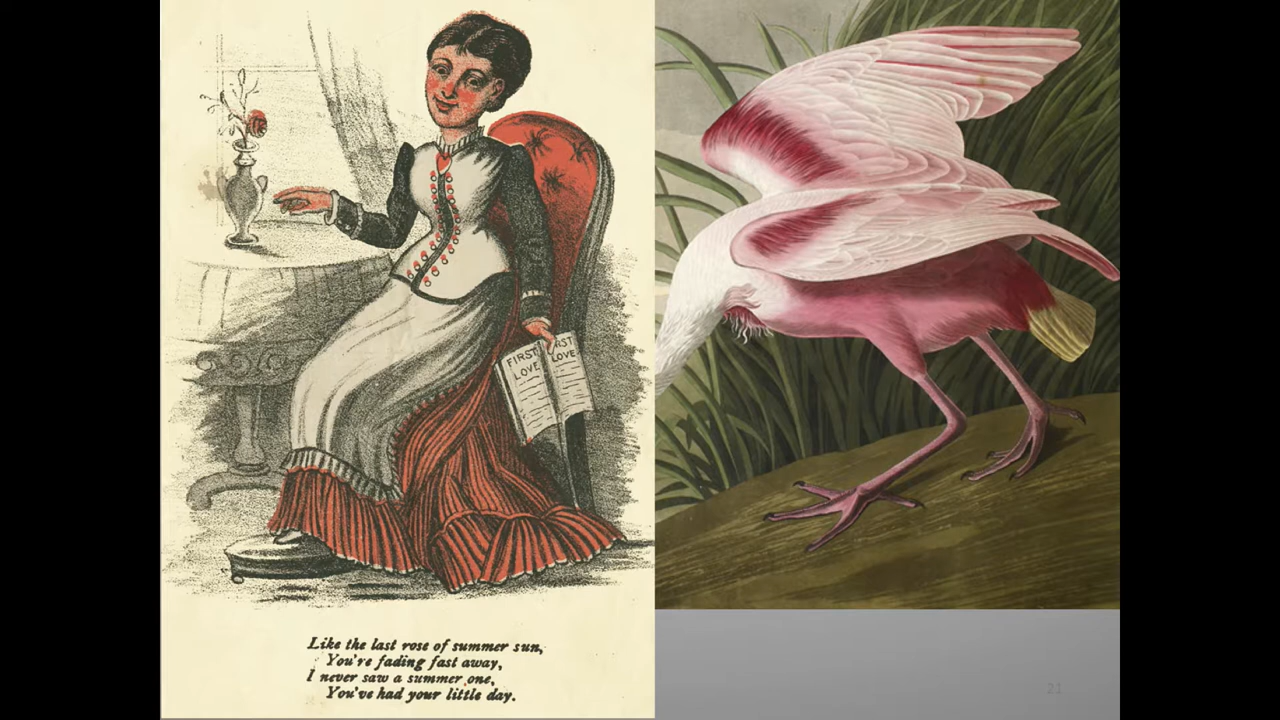 FIRST LOVE
RST LOVE
Like the last rose of summer sun,
You're fading fast away,
I never saw a summer one,
You've had your little day.
21